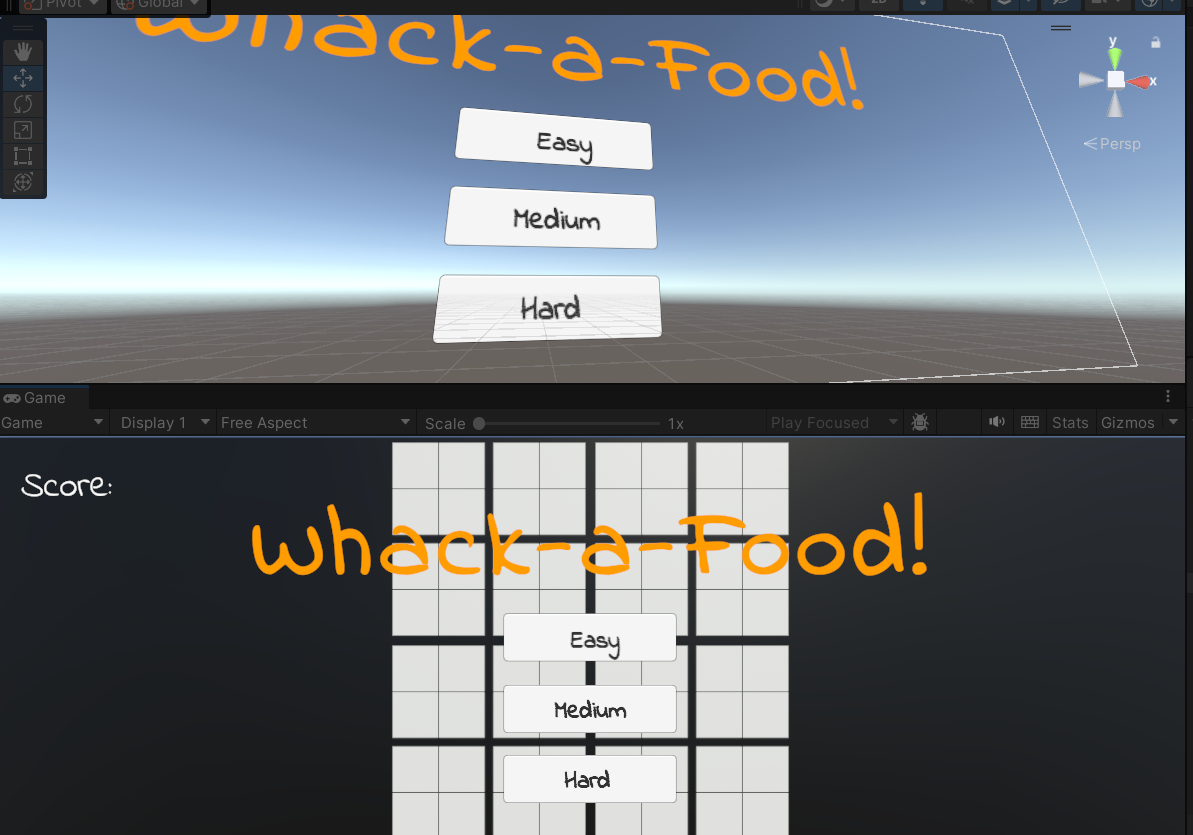 Pivot Global 2D
Whack-a-Food!
y
x
Persp
Easy
Medium
Hard
Game
Game Display 1 Free Aspect Scale 1x Play Focused Stats Gizmos
Score:
Whack-a-Food!
Easy
Medium
Hard